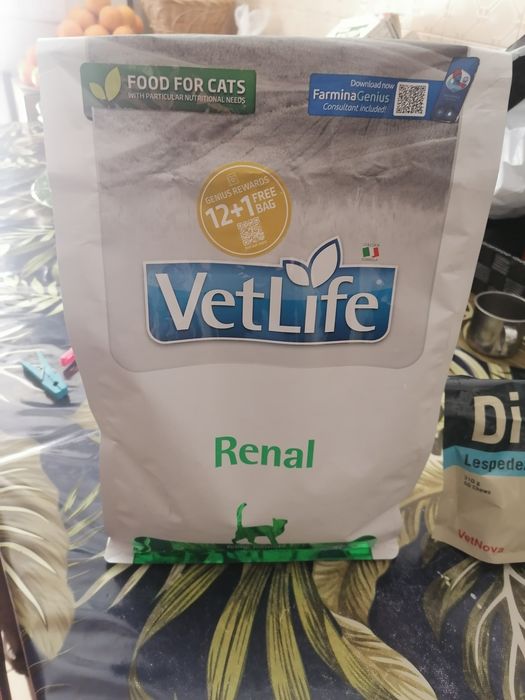 FOOD FOR CATS
WITH PARTICULAR NUTRITIONAL NEEDS
Download now
FarminaGenius
Consultant included!
GENIUS REWARDS
12+1 FREE BAG
VetLife
Renal
Di
Lespede
VetNova